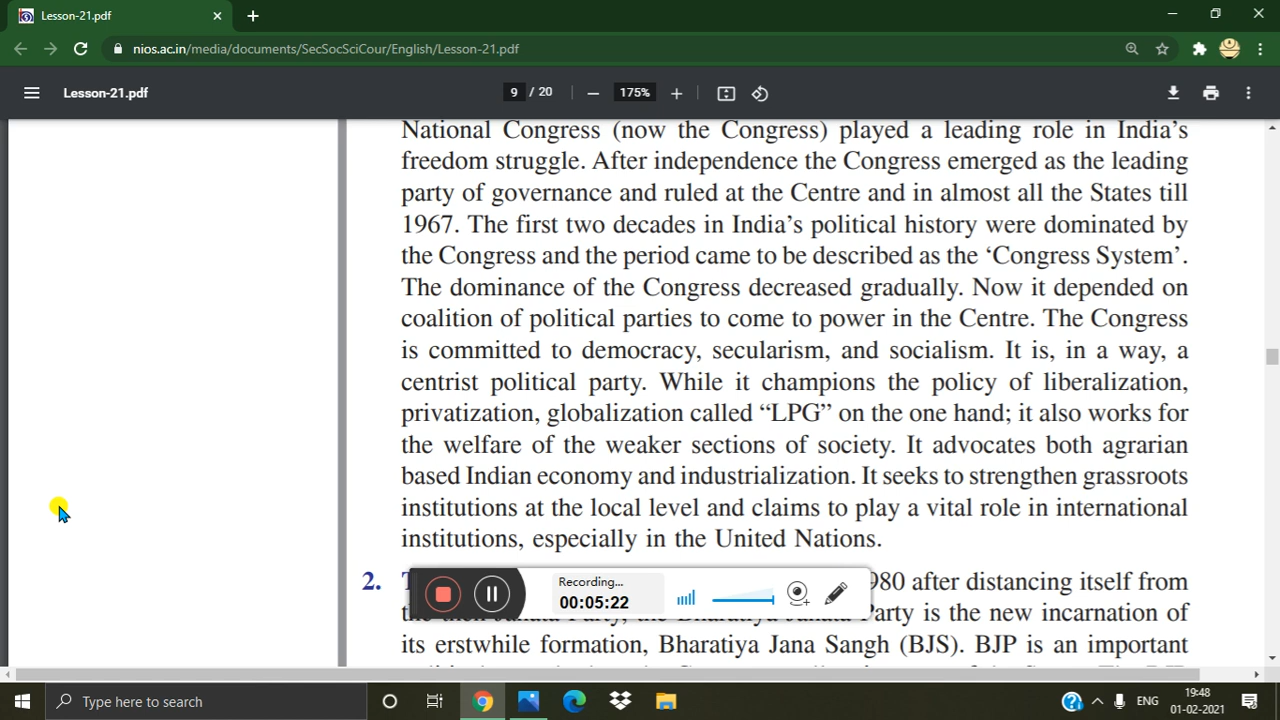 Lesson-21.pdf
nios.ac.in/media/documents/SecSocSciCour/English/Lesson-21.pdf
Lesson-21.pdf
9 / 20
175%
National Congress (now the Congress) played a leading role in India's
freedom struggle. After independence the Congress emerged as the leading
party of governance and ruled at the Centre and in almost all the States till
1967. The first two decades in India's political history were dominated by
the Congress and the period came to be described as the ‘Congress System’.
The dominance of the Congress decreased gradually. Now it depended on
coalition of political parties to come to power in the Centre. The Congress
is committed to democracy, secularism, and socialism. It is, in a way, a
centrist political party. While it champions the policy of liberalization,
privatization, globalization called “LPG” on the one hand; it also works for
the welfare of the weaker sections of society. It advocates both agrarian
based Indian economy and industrialization. It seeks to strengthen grassroots
institutions at the local level and claims to play a vital role in international
institutions, especially in the United Nations.
2. 980 after distancing itself from
Party is the new incarnation of
its erstwhile formation, Bharatiya Jana Sangh (BJS). BJP is an important
Recording...
00:05:22
Type here to search
ENG
19:48
01-02-2021